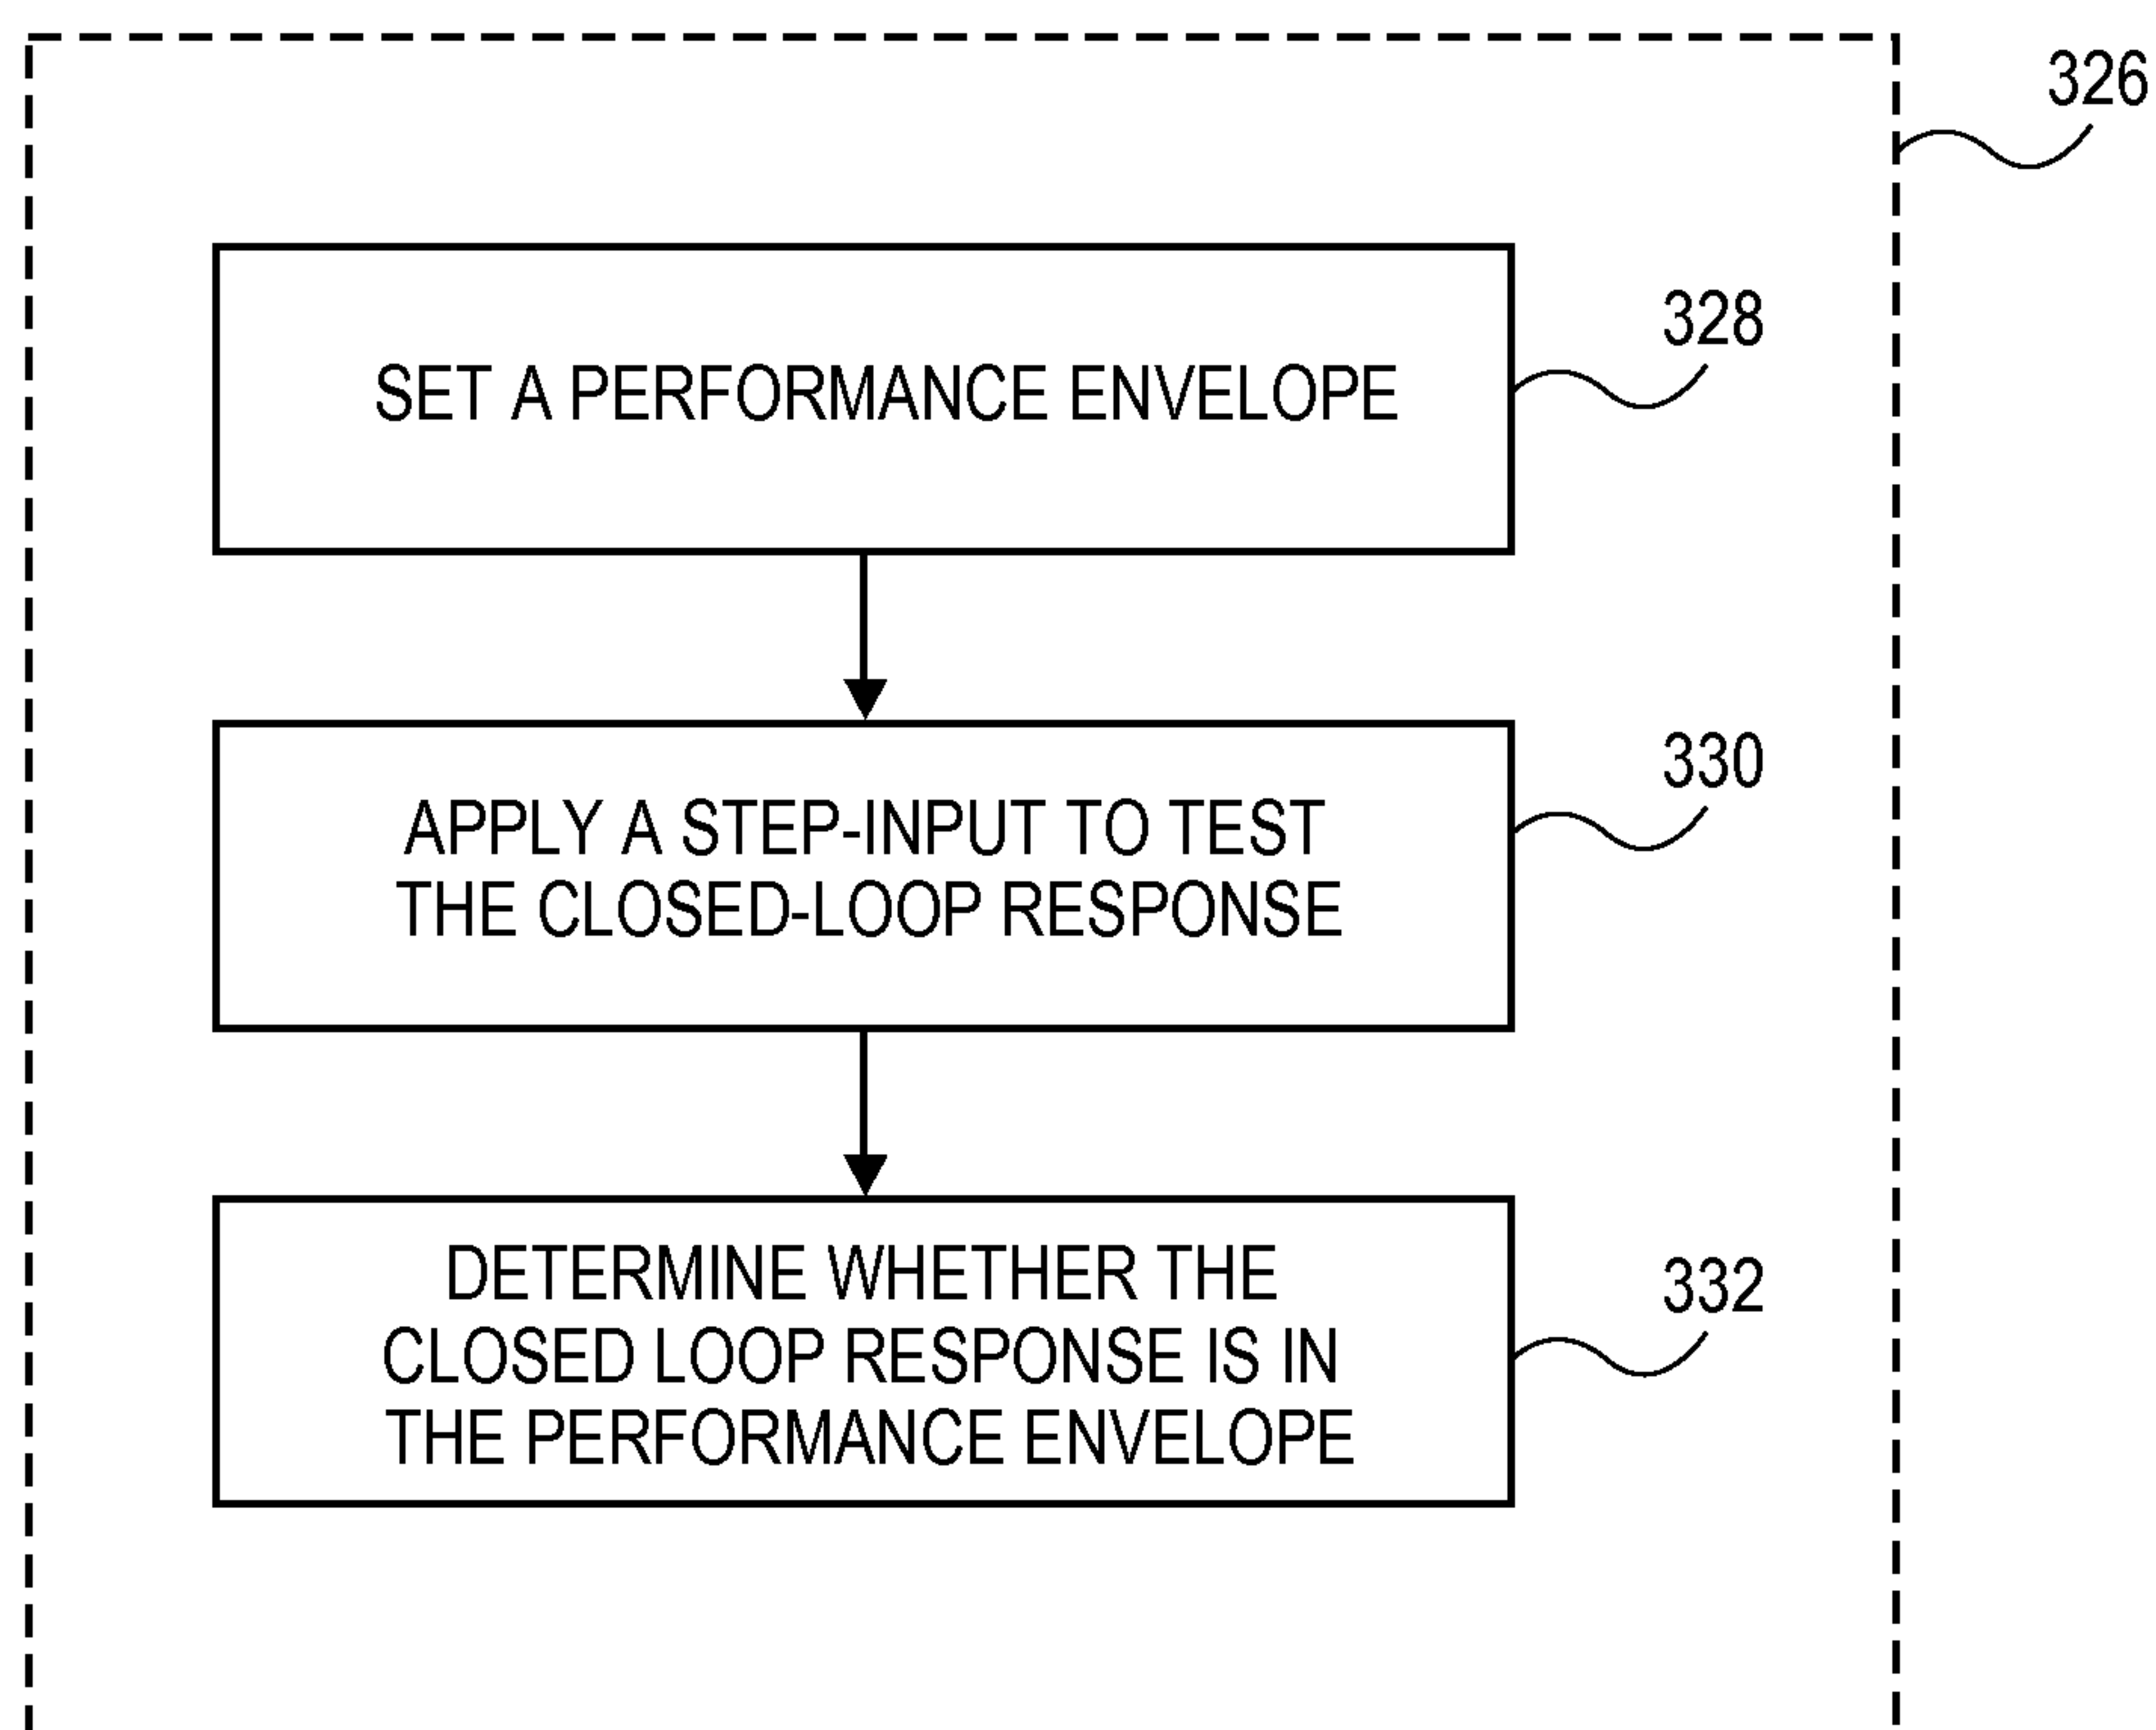 326
328
SET A PERFORMANCE ENVELOPE
330
APPLY A STEP-INPUT TO TEST
THE CLOSED-LOOP RESPONSE
332
DETERMINE WHETHER THE
CLOSED LOOP RESPONSE IS IN
THE PERFORMANCE ENVELOPE